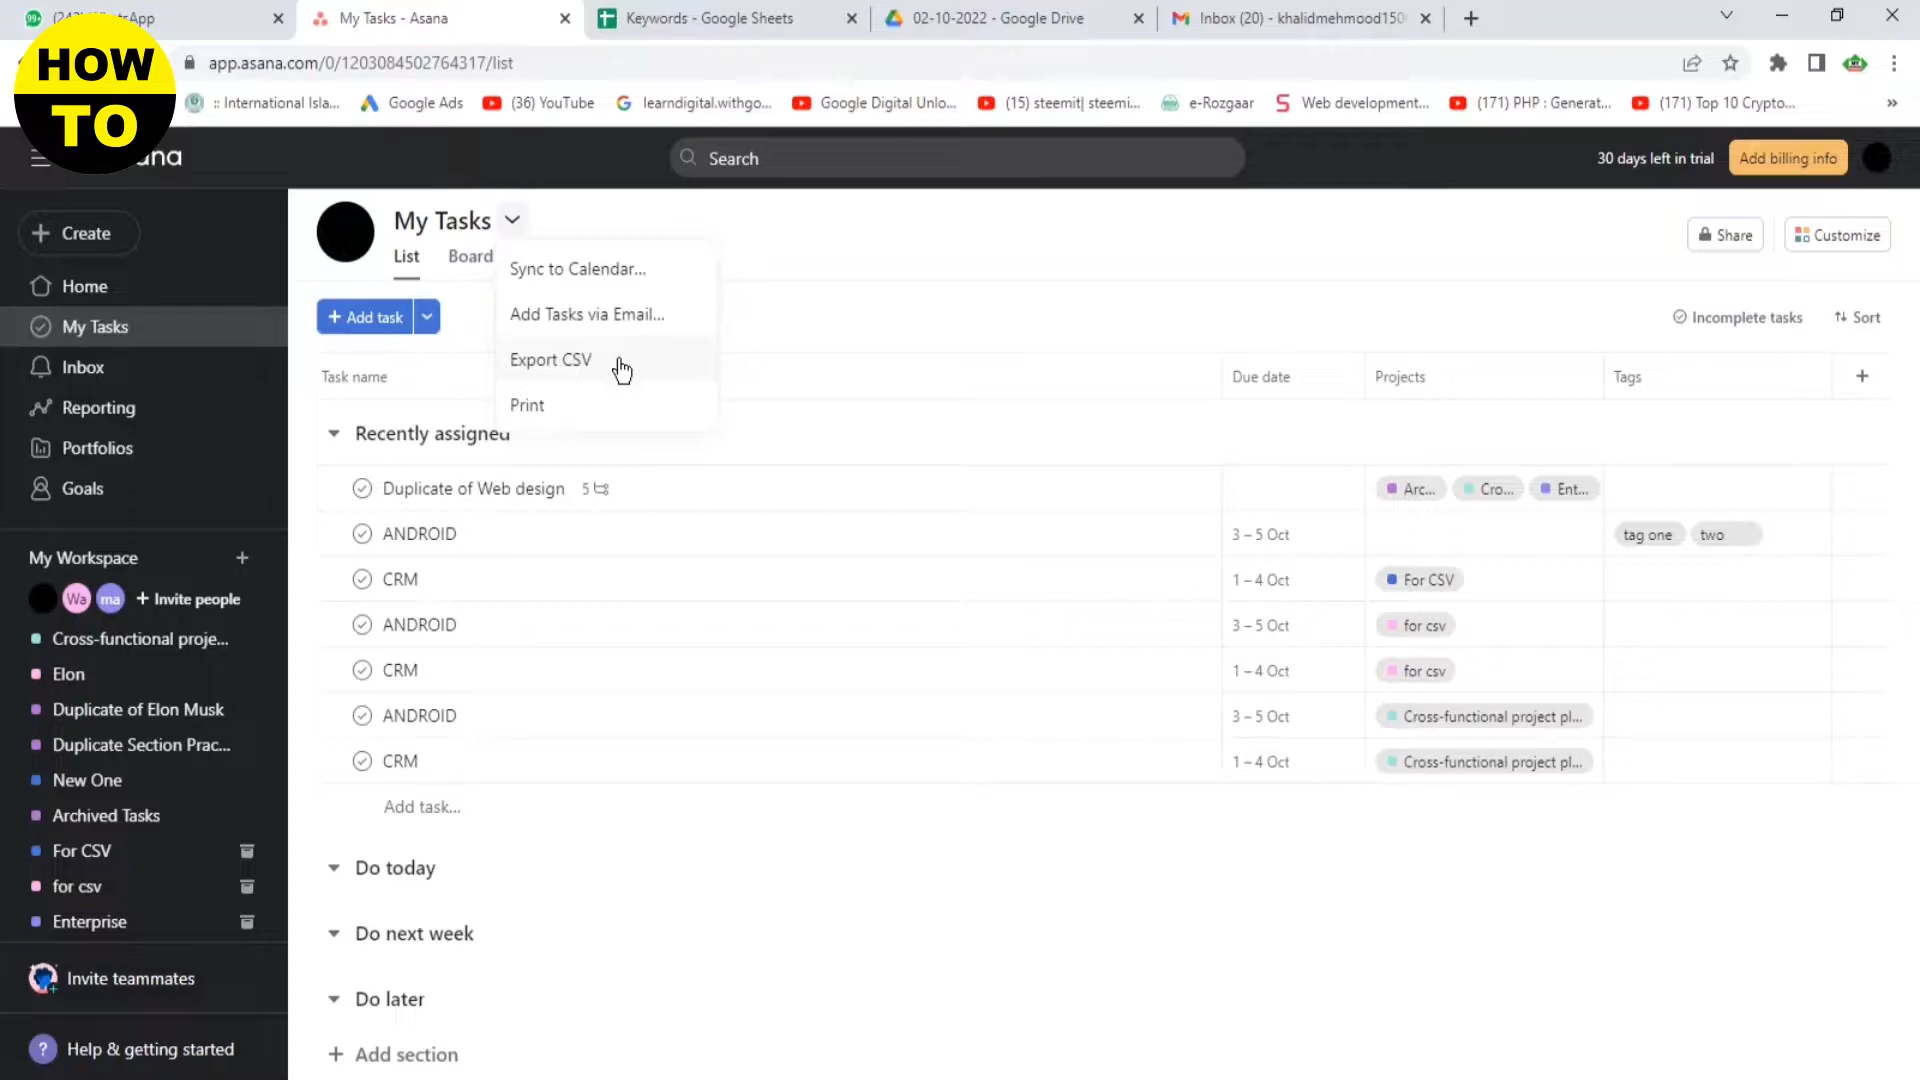 HOW
TO
99+
My Tasks - Asana
Keywords - Google Sheets
02-10-2022 - Google Drive
Inbox (20) - khalidmehmood150
app.asana.com/0/1203084502764317/list
:: International Isla...
Google Ads
(36) YouTube
learndigital.withgo...
Google Digital Unlo...
(15) steemit| steemi...
e-Rozgaar
Web development...
(171) PHP : Generat...
(171) Top 10 Crypto...
»
Search
30 days left in trial
Add billing info
Create
Home
My Tasks
Inbox
Reporting
Portfolios
Goals
My Workspace
Wa
ma
Invite people
Cross-functional proje...
Elon
Duplicate of Elon Musk
Duplicate Section Prac...
New One
Archived Tasks
For CSV
for csv
Enterprise
Invite teammates
? Help & getting started
My Tasks
List
Board
Share
Customize
Sync to Calendar...
Add Tasks via Email...
Export CSV
Print
+ Add task
Incomplete tasks
Sort
Task name
Due date
Projects
Tags
Recently assigned
Duplicate of Web design 5
Arc...
Cro...
Ent...
ANDROID
3 – 5 Oct
tag one
two
CRM
1 – 4 Oct
For CSV
ANDROID
3 – 5 Oct
for csv
CRM
1 – 4 Oct
for csv
ANDROID
3 – 5 Oct
Cross-functional project pl...
CRM
1 – 4 Oct
Cross-functional project pl...
Add task...
Do today
Do next week
Do later
+ Add section